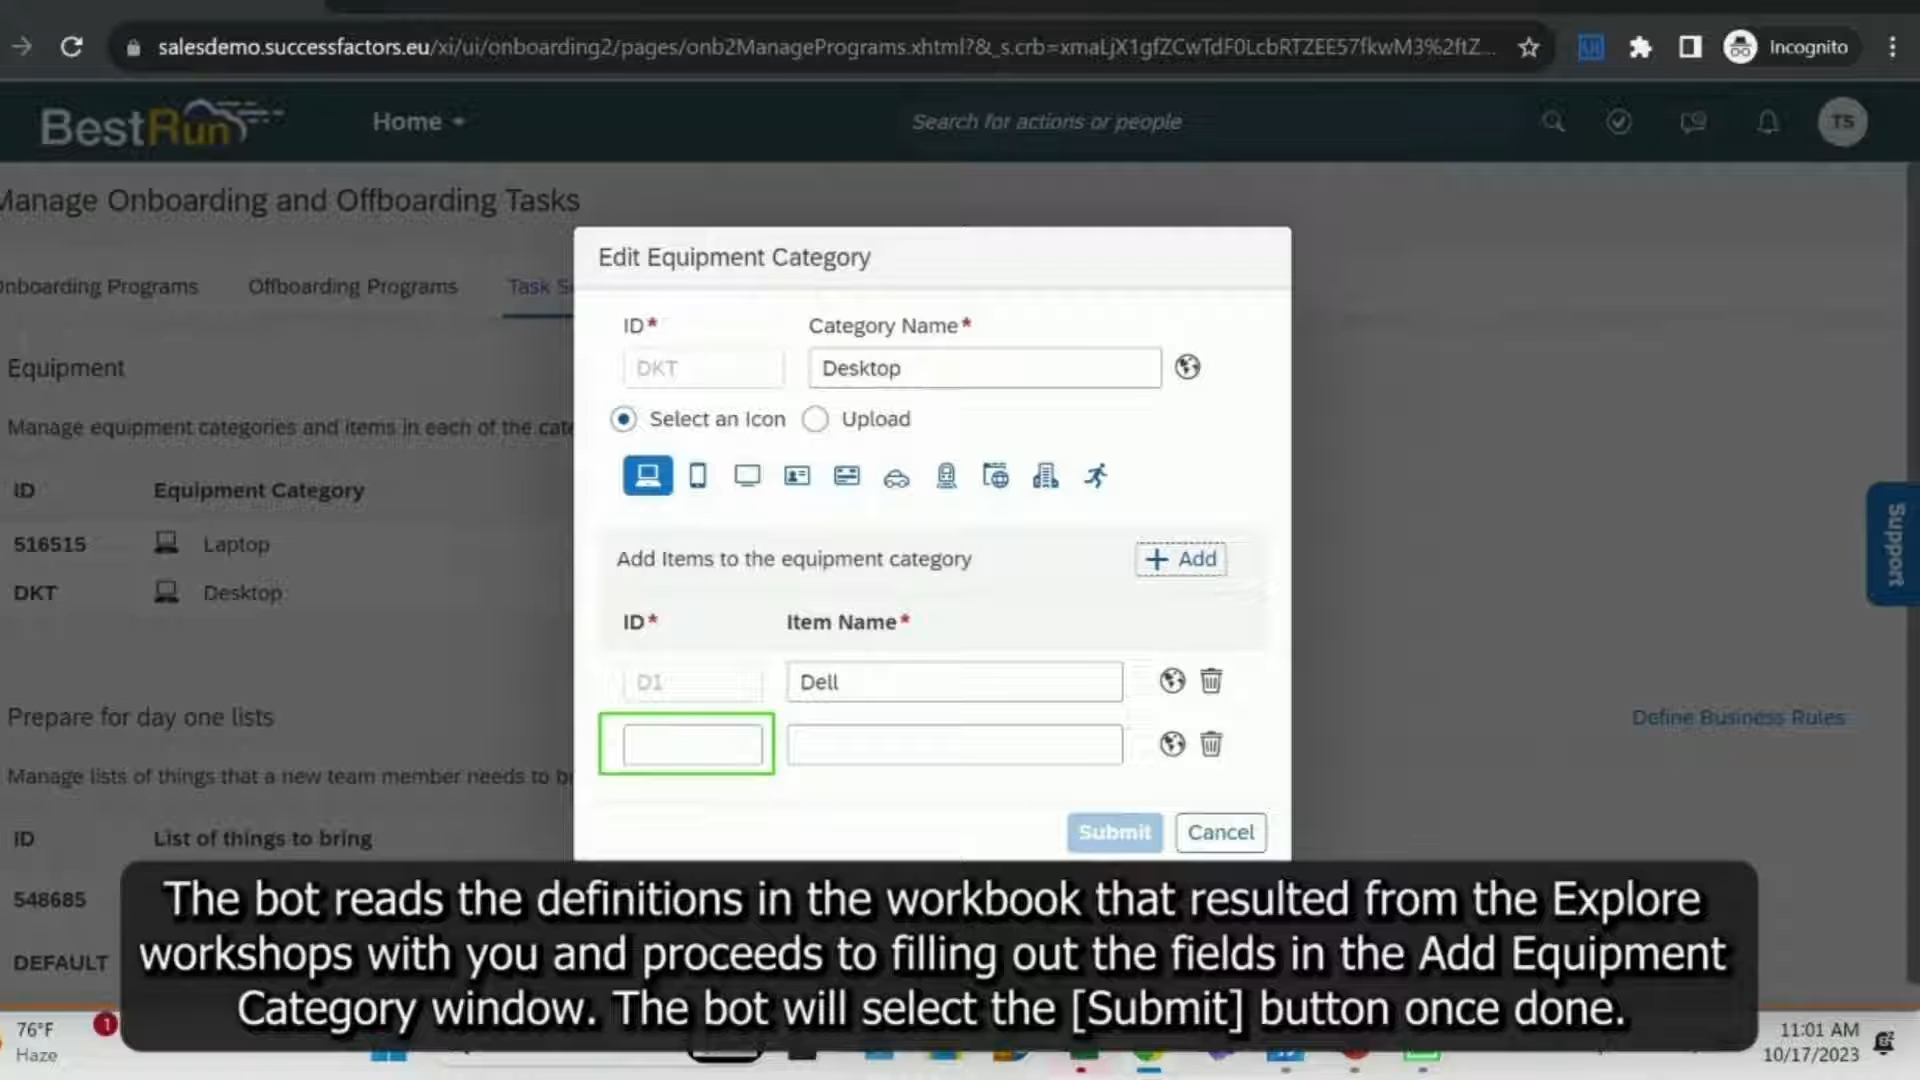 salesdemo.successfactors.eu/xi/ui/onboarding2/pages/onb2ManagePrograms.xhtml?&_s.crb=xmaLjX1gfZCwTdF0LcbRTZEE57fkwM3%2ftZ...
Incognito
BestRun
Home
Search for actions or people
TS
Manage Onboarding and Offboarding Tasks
Onboarding Programs
Offboarding Programs
Task S
Equipment
Manage equipment categories and items in each of the cat
ID
Equipment Category
516515
Laptop
DKT
Desktop
Prepare for day one lists
Define Business Rules
Manage lists of things that a new team member needs to b
ID
List of things to bring
548685
DEFAULT
Edit Equipment Category
ID*
Category Name*
DKT
Desktop
Select an Icon
Upload
Add Items to the equipment category
+ Add
ID*
Item Name*
D1
Dell
Submit
Cancel
Support
The bot reads the definitions in the workbook that resulted from the Explore
workshops with you and proceeds to filling out the fields in the Add Equipment
Category window. The bot will select the [Submit] button once done.
76°F
Haze
1
11:01 AM
10/17/2023